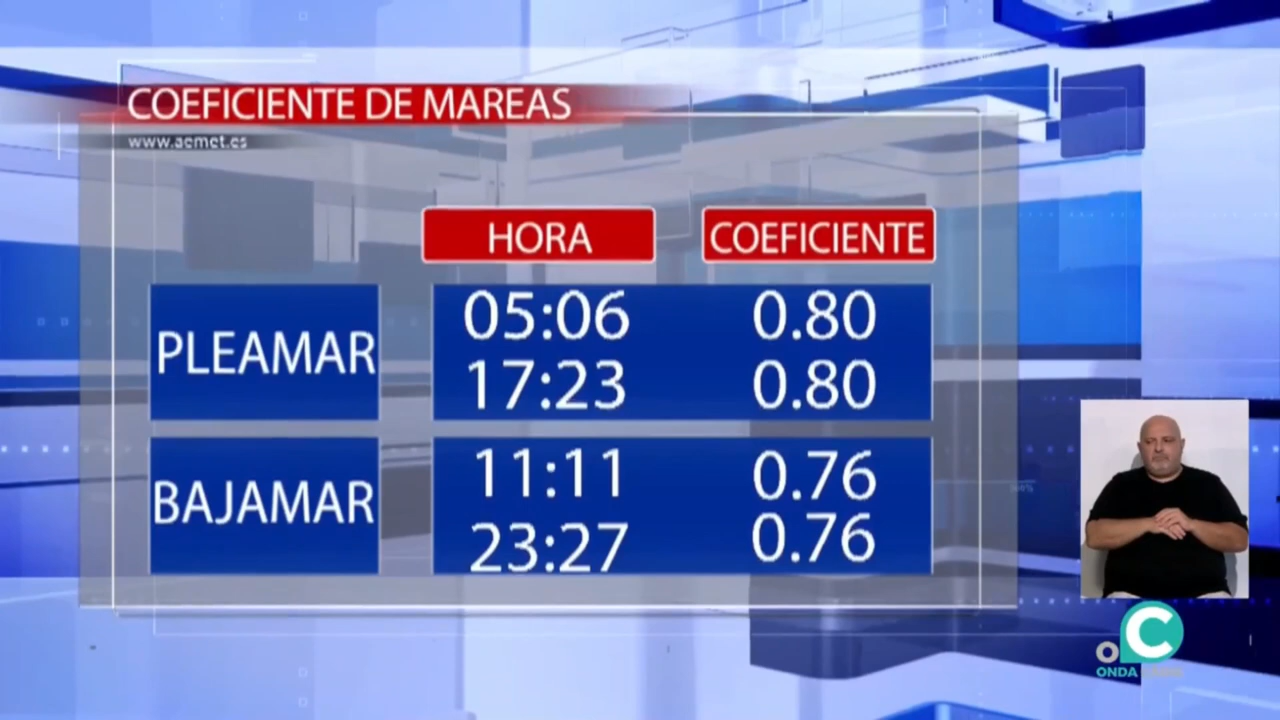 COEFICIENTE DE MAREAS
www.aemet.es
HORA COEFICIENTE
PLEAMAR
05:06 0.80
17:23 0.80
BAJAMAR
11:11 0.76
23:27 0.76
C
ONDA